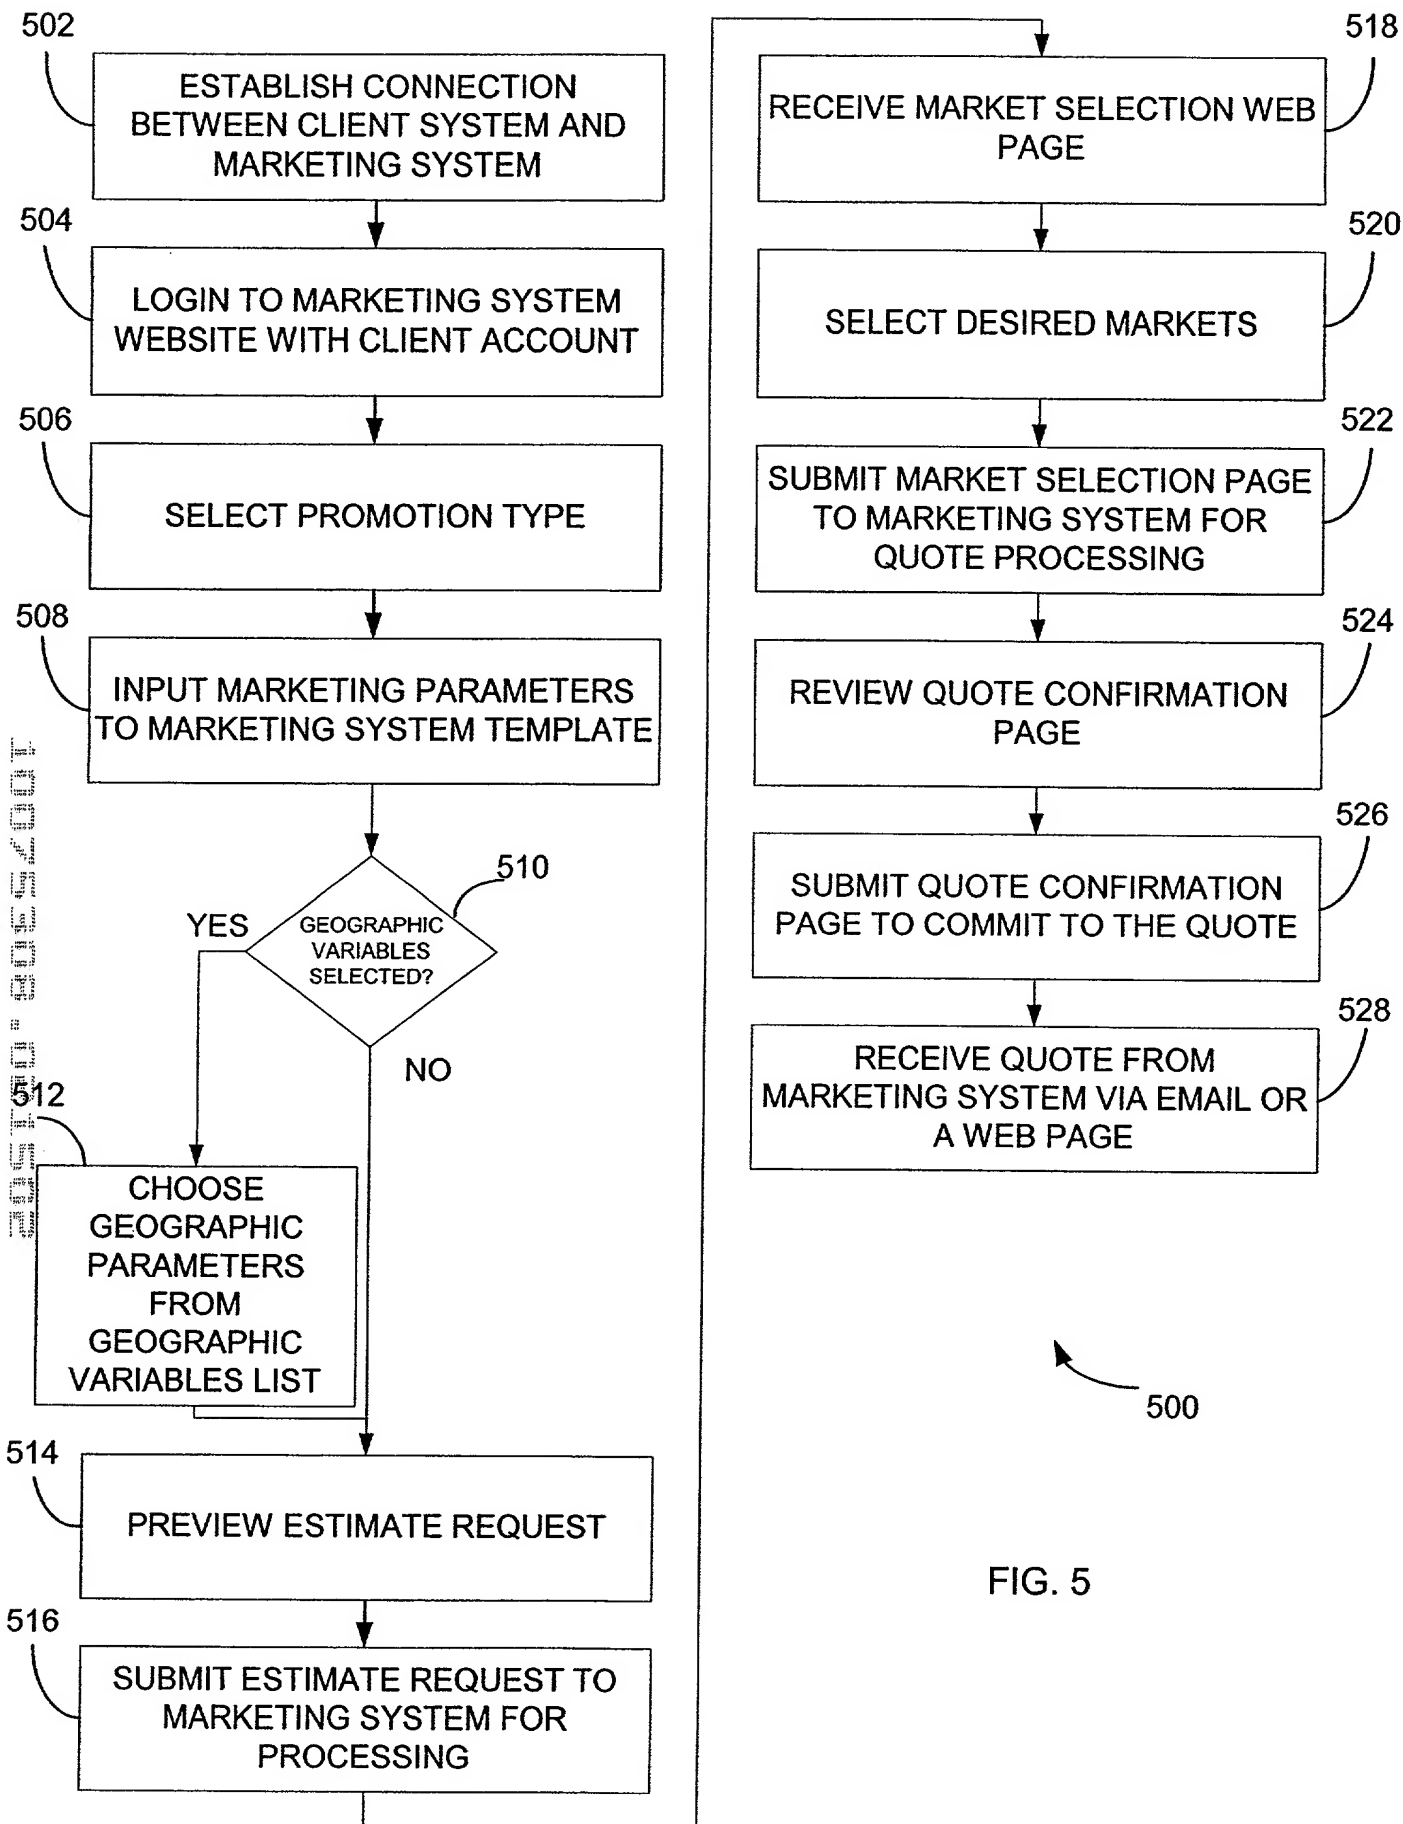 502
ESTABLISH CONNECTION
BETWEEN CLIENT SYSTEM AND
MARKETING SYSTEM
504
LOGIN TO MARKETING SYSTEM
WEBSITE WITH CLIENT ACCOUNT
506
SELECT PROMOTION TYPE
508
INPUT MARKETING PARAMETERS
TO MARKETING SYSTEM TEMPLATE
510
GEOGRAPHIC
VARIABLES
SELECTED?
YES
NO
512
CHOOSE
GEOGRAPHIC
PARAMETERS
FROM
GEOGRAPHIC
VARIABLES LIST
514
PREVIEW ESTIMATE REQUEST
516
SUBMIT ESTIMATE REQUEST TO
MARKETING SYSTEM FOR
PROCESSING
518
RECEIVE MARKET SELECTION WEB
PAGE
520
SELECT DESIRED MARKETS
522
SUBMIT MARKET SELECTION PAGE
TO MARKETING SYSTEM FOR
QUOTE PROCESSING
524
REVIEW QUOTE CONFIRMATION
PAGE
526
SUBMIT QUOTE CONFIRMATION
PAGE TO COMMIT TO THE QUOTE
528
RECEIVE QUOTE FROM
MARKETING SYSTEM VIA EMAIL OR
A WEB PAGE
500
FIG. 5